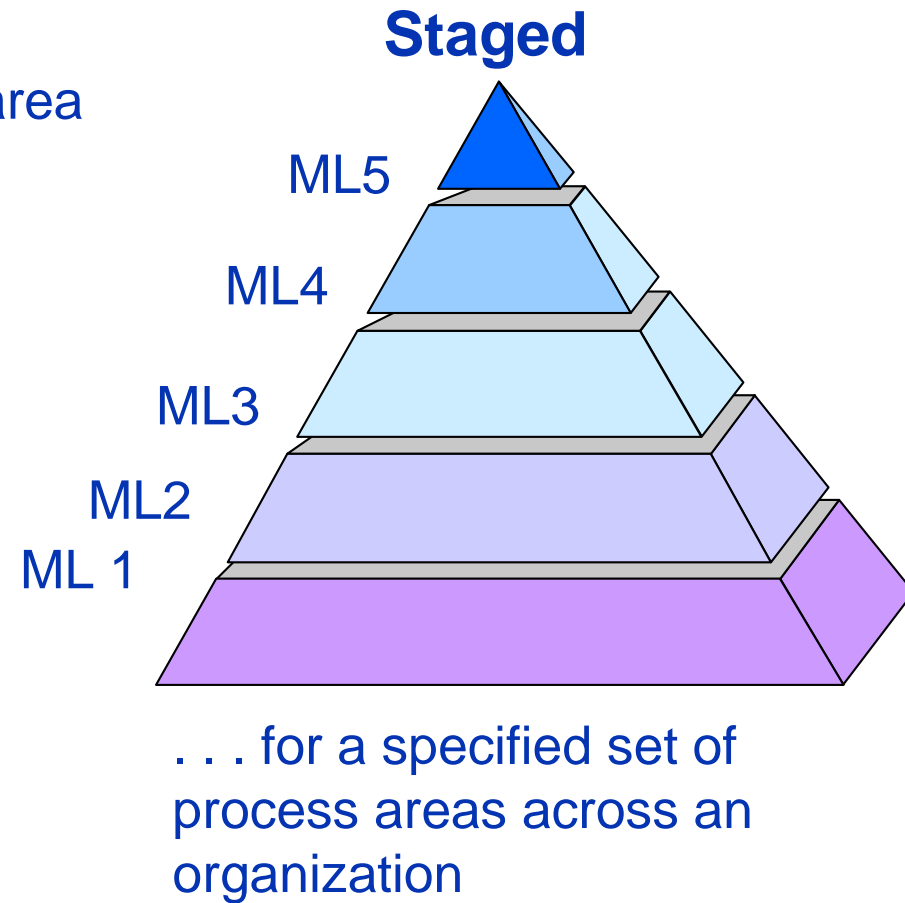 Staged
area
ML5
ML4
ML3
ML2
ML 1
. . . for a specified set of
process areas across an
organization